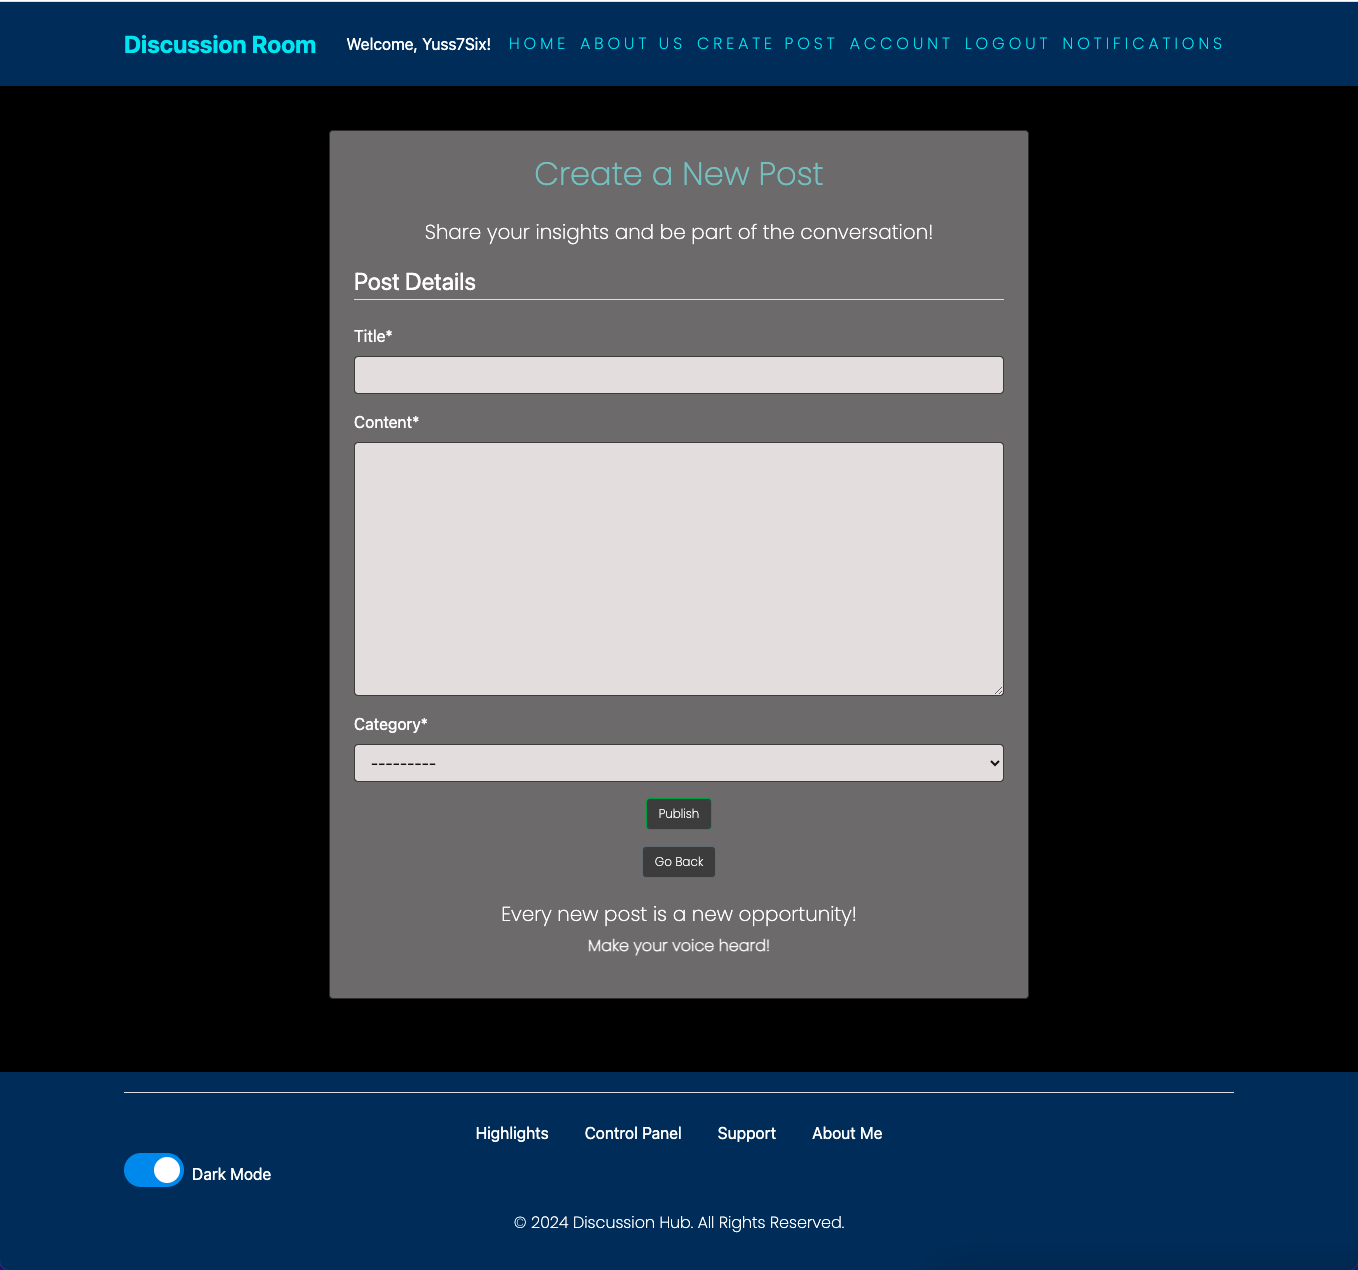 Discussion Room Welcome, Yuss7Six! HOME ABOUT US CREATE POST ACCOUNT LOGOUT NOTIFICATIONS
Create a New Post
Share your insights and be part of the conversation!
Post Details
Title*
Content*
Category*
---------
Publish
Go Back
Every new post is a new opportunity!
Make your voice heard!
Highlights Control Panel Support About Me
Dark Mode
© 2024 Discussion Hub. All Rights Reserved.